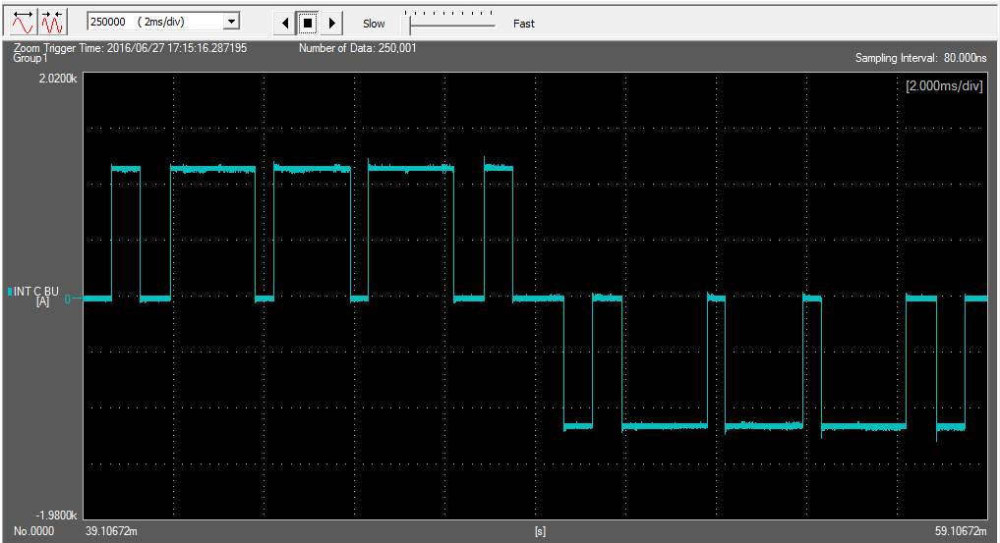 250000 ( 2ms/div) Slow Fast
Zoom Trigger Time: 2016/06/27 17:15:16.287195 Number of Data: 250,001
Group1 Sampling Interval: 80.000ns
2.0200k
[2.000ms/div]
INT C BU
[A] 0
-1.9800k
No.0000 39.10672m [s] 59.10672m